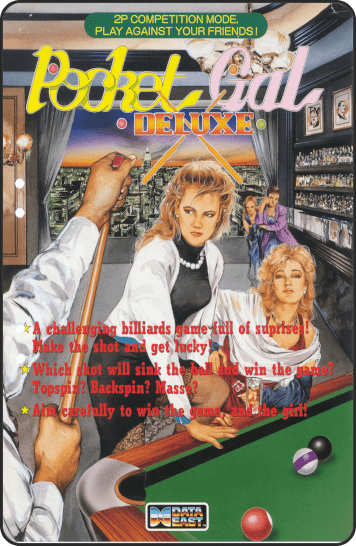 2P COMPETITION MODE.
PLAY AGAINST YOUR FRIENDS!
Pocket Gal
DELUXE
A challenging billiards game full of suprises!
Make the shot and get lucky!
Which shot will sink the ball and win the game?
Topspin? Backspin? Masse?
Aim carefully to win the game, and the girl!
DATA
EAST